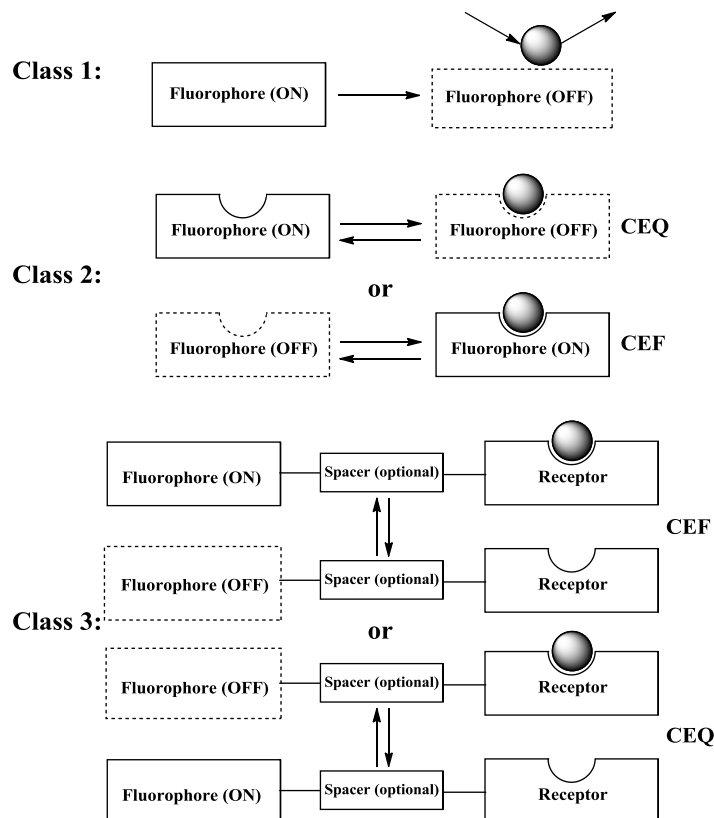 Class 1:
Fluorophore (ON)
Fluorophore (OFF)
Class 2:
Fluorophore (ON)
Fluorophore (OFF)
CEQ
or
Fluorophore (OFF)
Fluorophore (ON)
CEF
Class 3:
Fluorophore (ON)
Spacer (optional)
Receptor
CEF
Fluorophore (OFF)
Spacer (optional)
Receptor
or
Fluorophore (OFF)
Spacer (optional)
Receptor
CEQ
Fluorophore (ON)
Spacer (optional)
Receptor